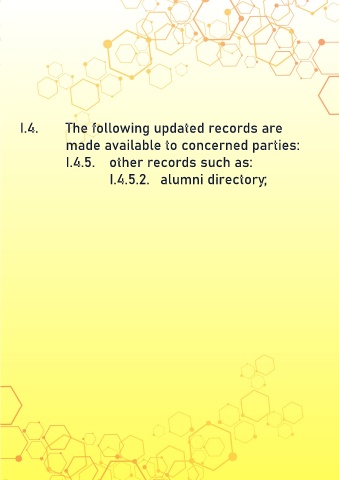 I.4. The following updated records are
made available to concerned parties:
I.4.5. other records such as:
I.4.5.2. alumni directory;